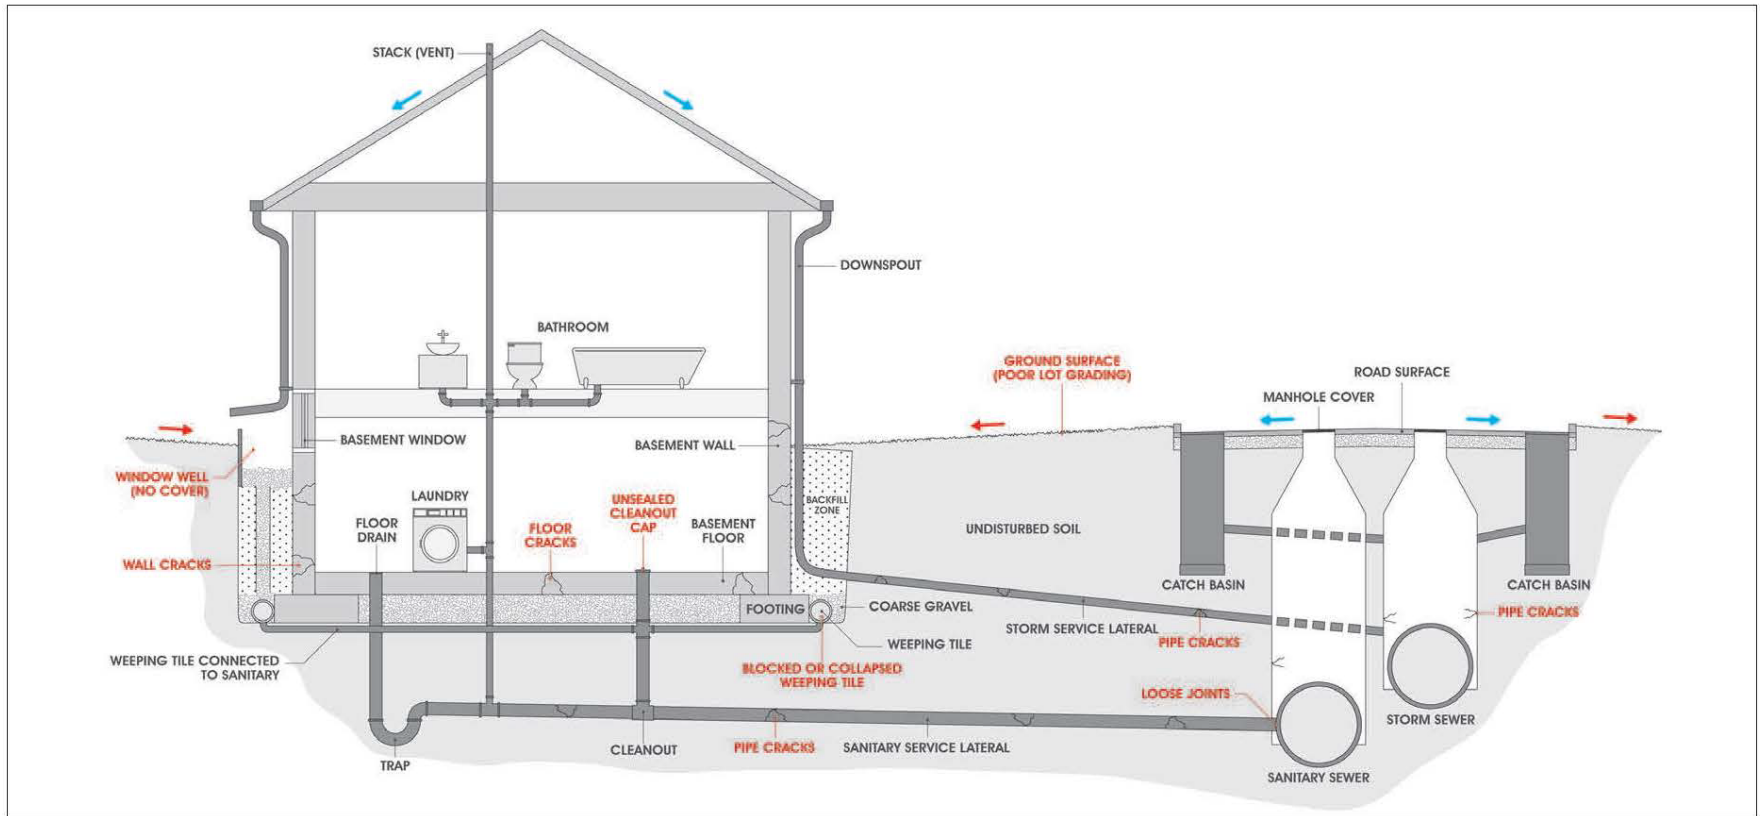 STACK (VENT)
DOWNSPOUT
BATHROOM
GROUND SURFACE
(POOR LOT GRADING)
ROAD SURFACE
MANHOLE COVER
BASEMENT WINDOW
BASEMENT WALL
WINDOW WELL
(NO COVER)
LAUNDRY
UNSEALED
CLEANOUT
CAP
BACKFILL
ZONE
FLOOR
DRAIN
FLOOR
CRACKS
BASEMENT
FLOOR
UNDISTURBED SOIL
WALL CRACKS
CATCH BASIN
CATCH BASIN
FOOTING
COARSE GRAVEL
PIPE CRACKS
STORM SERVICE LATERAL
PIPE CRACKS
WEEPING TILE
WEEPING TILE CONNECTED
TO SANITARY
BLOCKED OR COLLAPSED
WEEPING TILE
LOOSE JOINTS
STORM SEWER
CLEANOUT
PIPE CRACKS
SANITARY SERVICE LATERAL
TRAP
SANITARY SEWER